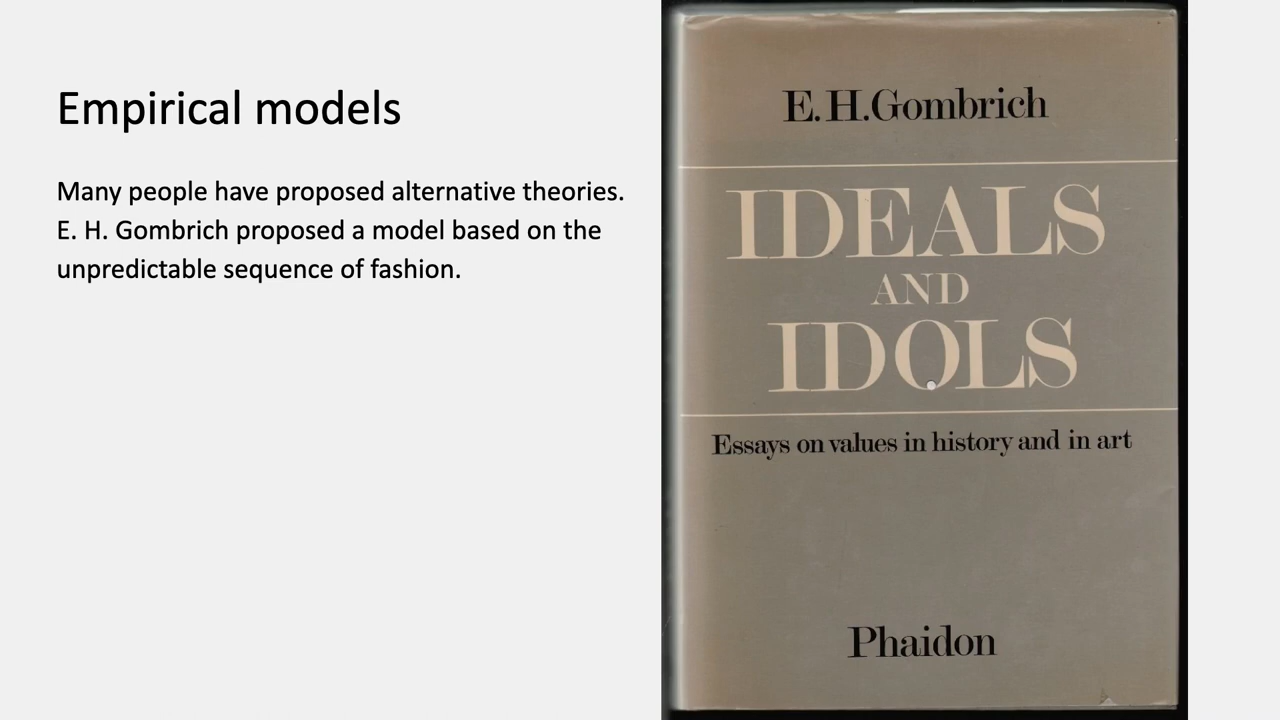 Empirical models
Many people have proposed alternative theories.
E. H. Gombrich proposed a model based on the
unpredictable sequence of fashion.
E.H.Gombrich
IDEALS
AND
IDOLS
Essays on values in history and in art
Phaidon